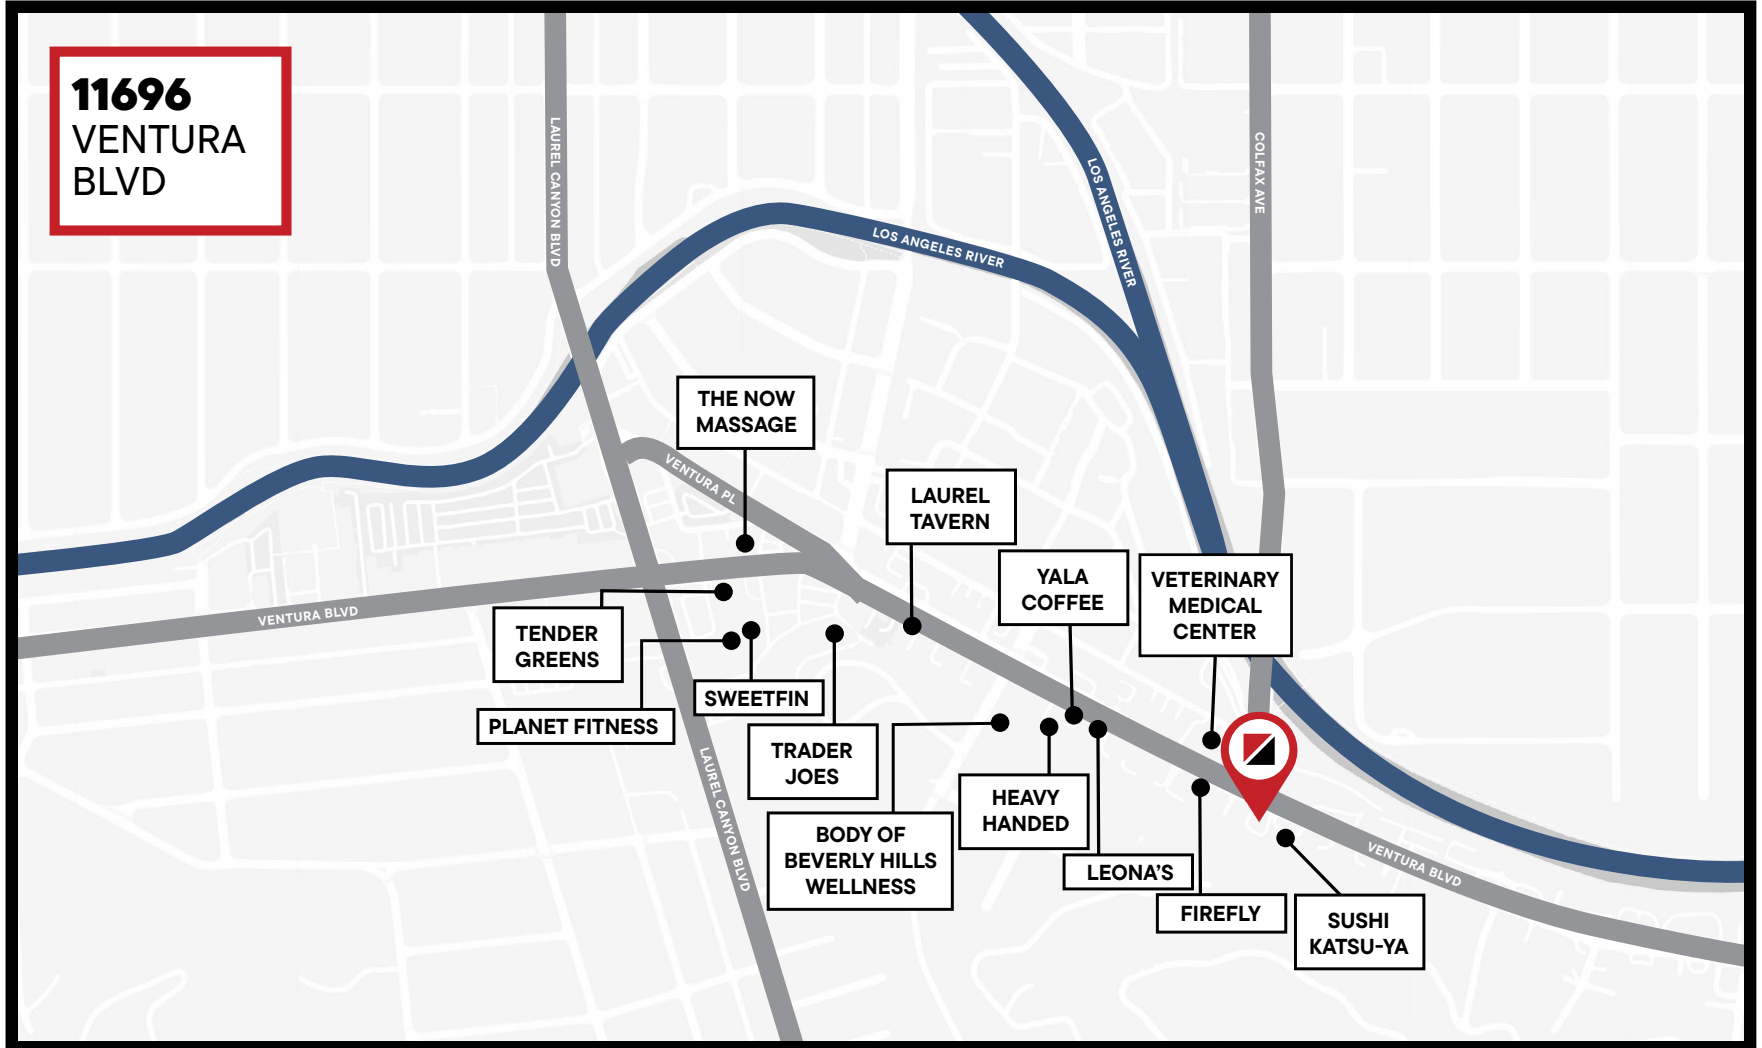 11696
VENTURA
BLVD
LAUREL CANYON BLVD
LOS ANGELES RIVER
LOS ANGELES RIVER
COLFAX AVE
THE NOW
MASSAGE
VENTURA PL
LAUREL
TAVERN
YALA
COFFEE
VETERINARY
MEDICAL
CENTER
VENTURA BLVD
TENDER
GREENS
SWEETFIN
PLANET FITNESS
TRADER
JOES
LAUREL CANYON BLVD
BODY OF
BEVERLY HILLS
WELLNESS
HEAVY
HANDED
LEONA'S
FIREFLY
VENTURA BLVD
SUSHI
KATSU-YA